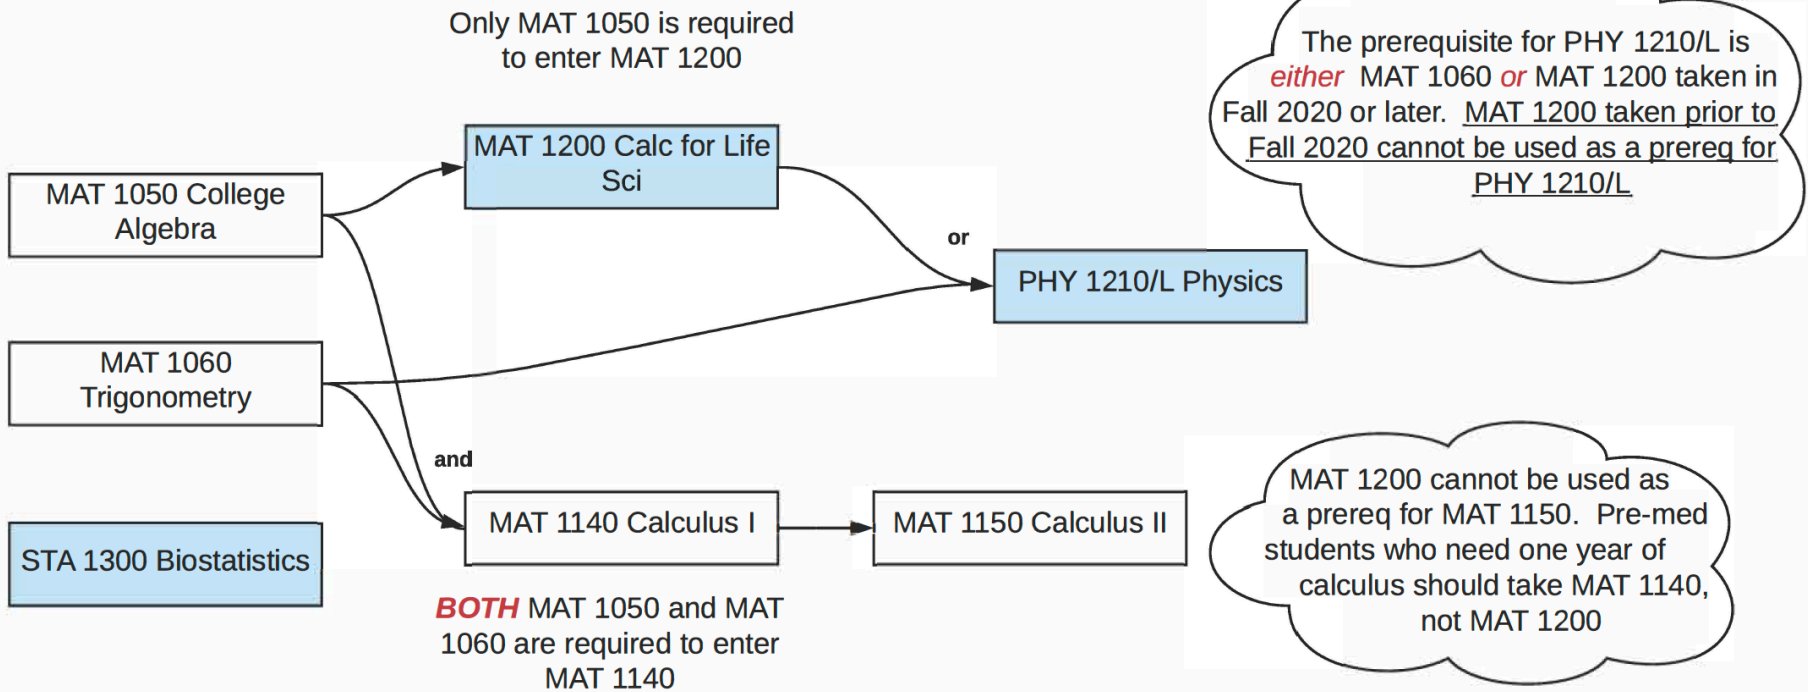 Only MAT 1050 is required
to enter MAT 1200
The prerequisite for PHY 1210/L is
either MAT 1060 or MAT 1200 taken in
Fall 2020 or later. MAT 1200 taken prior to
Fall 2020 cannot be used as a prereq for
PHY 1210/L
MAT 1200 Calc for Life
Sci
MAT 1050 College
Algebra
or
PHY 1210/L Physics
MAT 1060
Trigonometry
and
MAT 1140 Calculus I
MAT 1150 Calculus II
MAT 1200 cannot be used as
a prereq for MAT 1150. Pre-med
students who need one year of
calculus should take MAT 1140,
not MAT 1200
STA 1300 Biostatistics
BOTH MAT 1050 and MAT
1060 are required to enter
MAT 1140